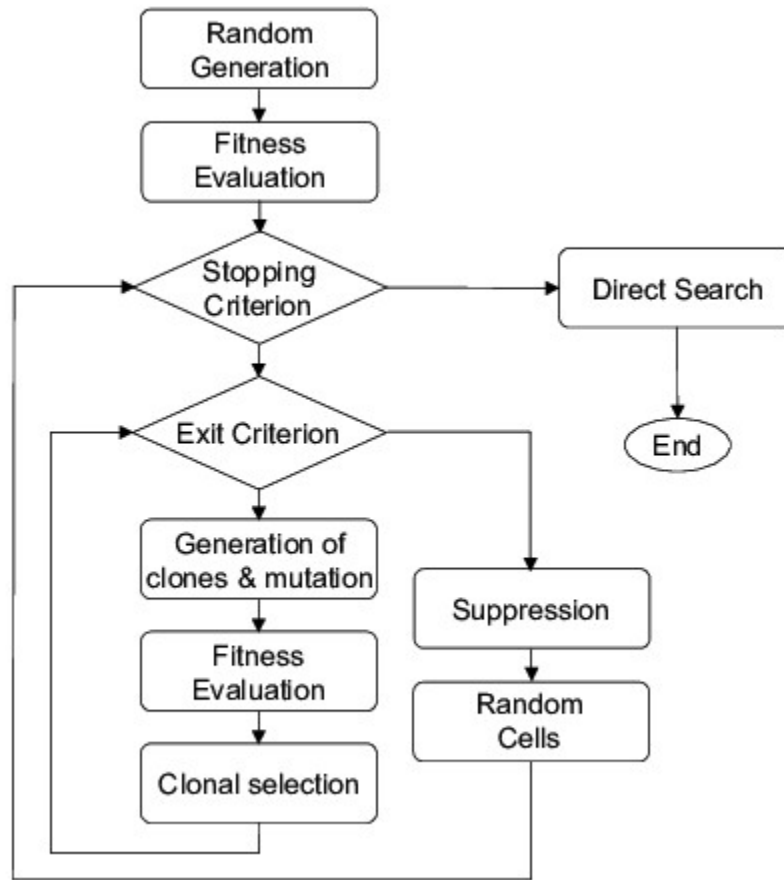 Random
Generation
Fitness
Evaluation
Stopping
Criterion
Direct Search
Exit Criterion
End
Generation of
clones & mutation
Suppression
Fitness
Evaluation
Random
Cells
Clonal selection